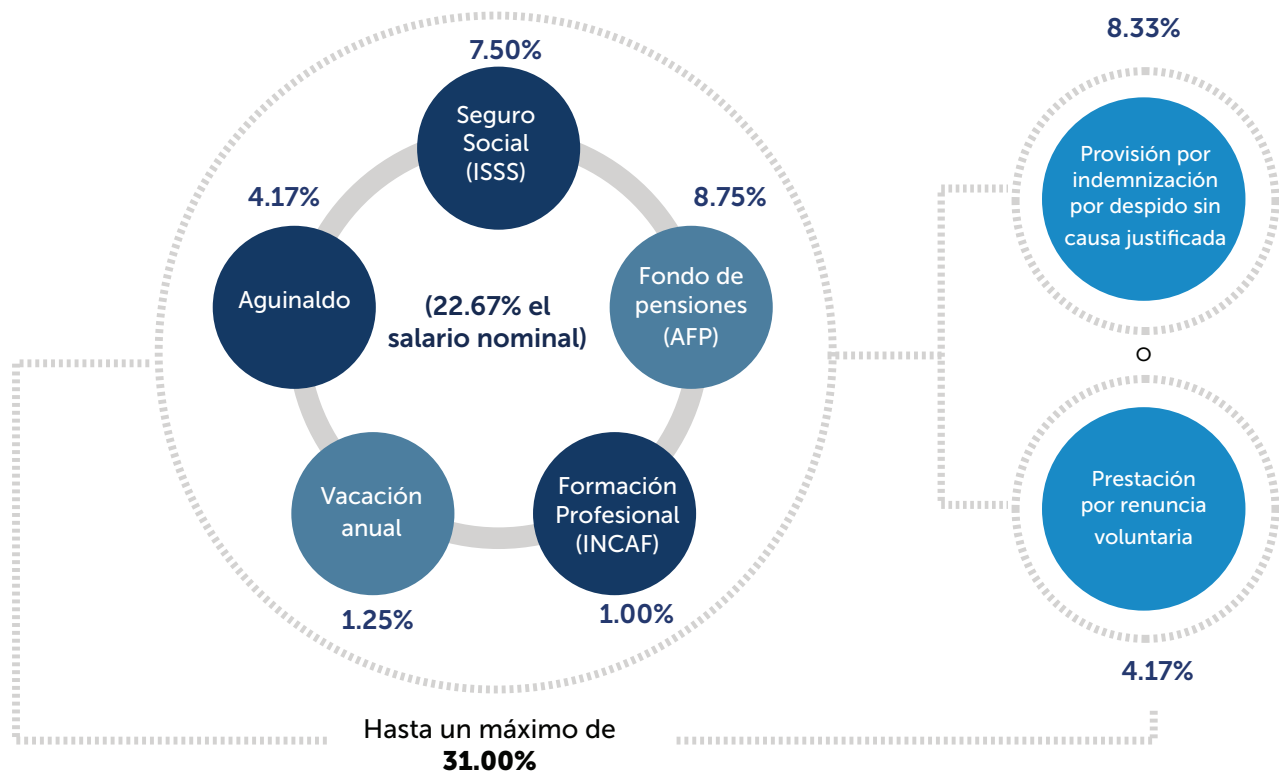 7.50%
Seguro
Social
(ISSS)
4.17%
Aguinaldo
8.75%
Fondo de
pensiones
(AFP)
(22.67% el
salario nominal)
Vacación
anual
1.25%
Formación
Profesional
(INCAF)
1.00%
8.33%
Provisión por
indemnización
por despido sin
causa justificada
O
Prestación
por renuncia
voluntaria
4.17%
Hasta un máximo de
31.00%